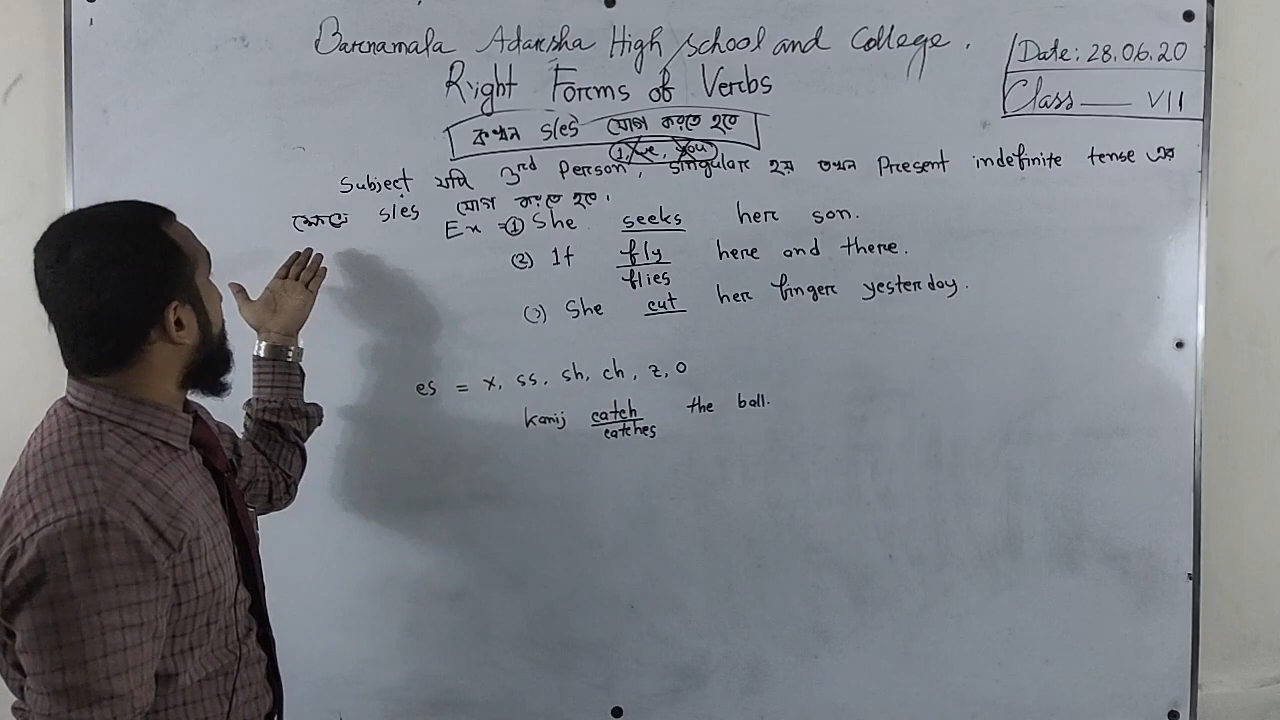 Barnamala Adarsha High School and College.
Date: 28.06.20
Right Forms of Verbs
Class — VII
কখন s/es যোগ করতে হবে
I, we, you
Subject যদি 3rd Person, singular হয় তখন Present indefinite tense এর
ক্ষেত্রে s/es যোগ করতে হবে।
Ex = ① She seeks her son.
(2) It fly here and there.
flies
() She cut her finger yesterday.
es = x, ss, sh, ch, z, o
Kanij catch the ball.
catches